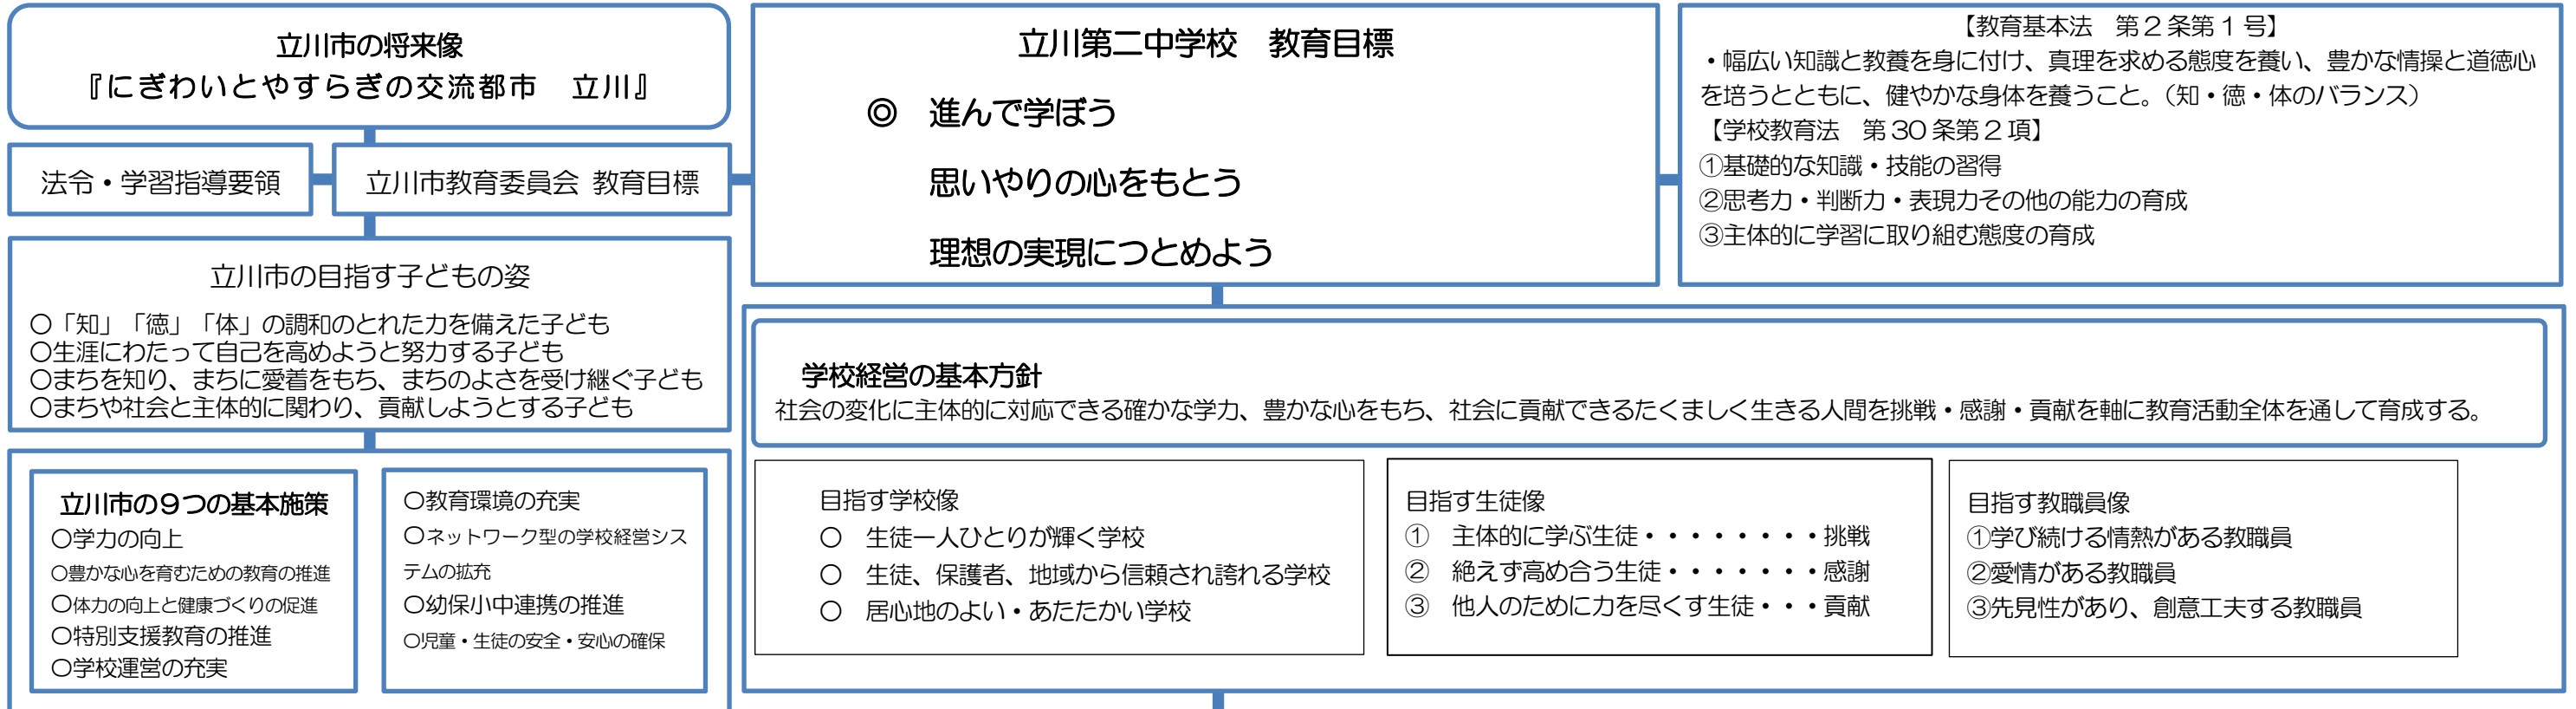 立川市の将来像
『にぎわいとやすらぎの交流都市　立川』
法令・学習指導要領
立川市教育委員会 教育目標
立川市の目指す子どもの姿
〇「知」「徳」「体」の調和のとれた力を備えた子ども
〇生涯にわたって自己を高めようと努力する子ども
〇まちを知り、まちに愛着をもち、まちのよさを受け継ぐ子ども
〇まちや社会と主体的に関わり、貢献しようとする子ども
立川市の９つの基本施策
〇学力の向上
〇豊かな心を育むための教育の推進
〇体力の向上と健康づくりの促進
〇特別支援教育の推進
〇学校運営の充実
〇教育環境の充実
〇ネットワーク型の学校経営シス
テムの拡充
〇幼保小中連携の推進
〇児童・生徒の安全・安心の確保
立川第二中学校　教育目標
◎　進んで学ぼう
思いやりの心をもとう
理想の実現につとめよう
【教育基本法　第２条第１号】
・幅広い知識と教養を身に付け、真理を求める態度を養い、豊かな情操と道徳心
を培うとともに、健やかな身体を養うこと。（知・徳・体のバランス）
【学校教育法　第30条第２項】
①基礎的な知識・技能の習得
②思考力・判断力・表現力その他の能力の育成
③主体的に学習に取り組む態度の育成
学校経営の基本方針
社会の変化に主体的に対応できる確かな学力、豊かな心をもち、社会に貢献できるたくましく生きる人間を挑戦・感謝・貢献を軸に教育活動全体を通して育成する。
目指す学校像
〇　生徒一人ひとりが輝く学校
〇　生徒、保護者、地域から信頼され誇れる学校
〇　居心地のよい・あたたかい学校
目指す生徒像
①　主体的に学ぶ生徒・・・・・・・・挑戦
②　絶えず高め合う生徒・・・・・・・感謝
③　他人のために力を尽くす生徒・・・貢献
目指す教職員像
①学び続ける情熱がある教職員
②愛情がある教職員
③先見性があり、創意工夫する教職員